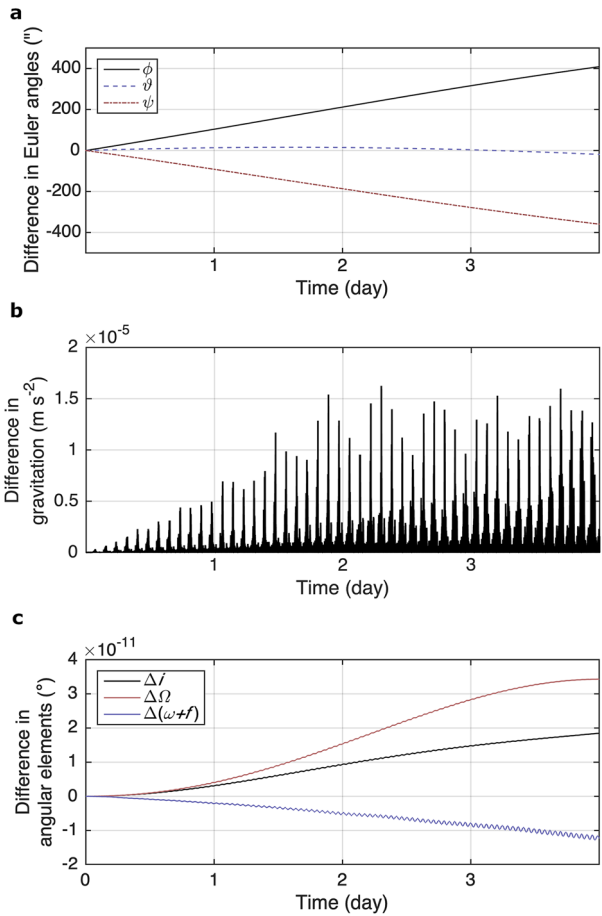 a
Difference in Euler angles (")
400
200
0
-200
-400
ϕ
ϑ
ψ
1
2
3
Time (day)
b
×10⁻⁵
Difference in
gravitation (m s⁻²)
2
1.5
1
0.5
0
1
2
3
Time (day)
c
×10⁻¹¹
Difference in
angular elements (°)
4
3
2
1
0
-1
-2
Δi
ΔΩ
Δ(ω+f)
0
1
2
3
Time (day)